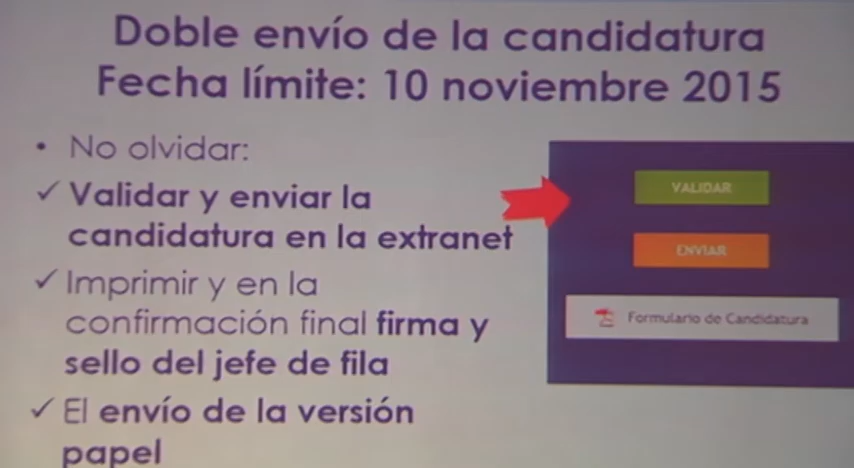 Doble envío de la candidatura
Fecha límite: 10 noviembre 2015
• No olvidar:
✓ Validar y enviar la
candidatura en la extranet
✓ Imprimir y en la
confirmación final firma y
sello del jefe de fila
✓ El envío de la versión
papel
VALIDAR
ENVIAR
Formulario de Candidatura